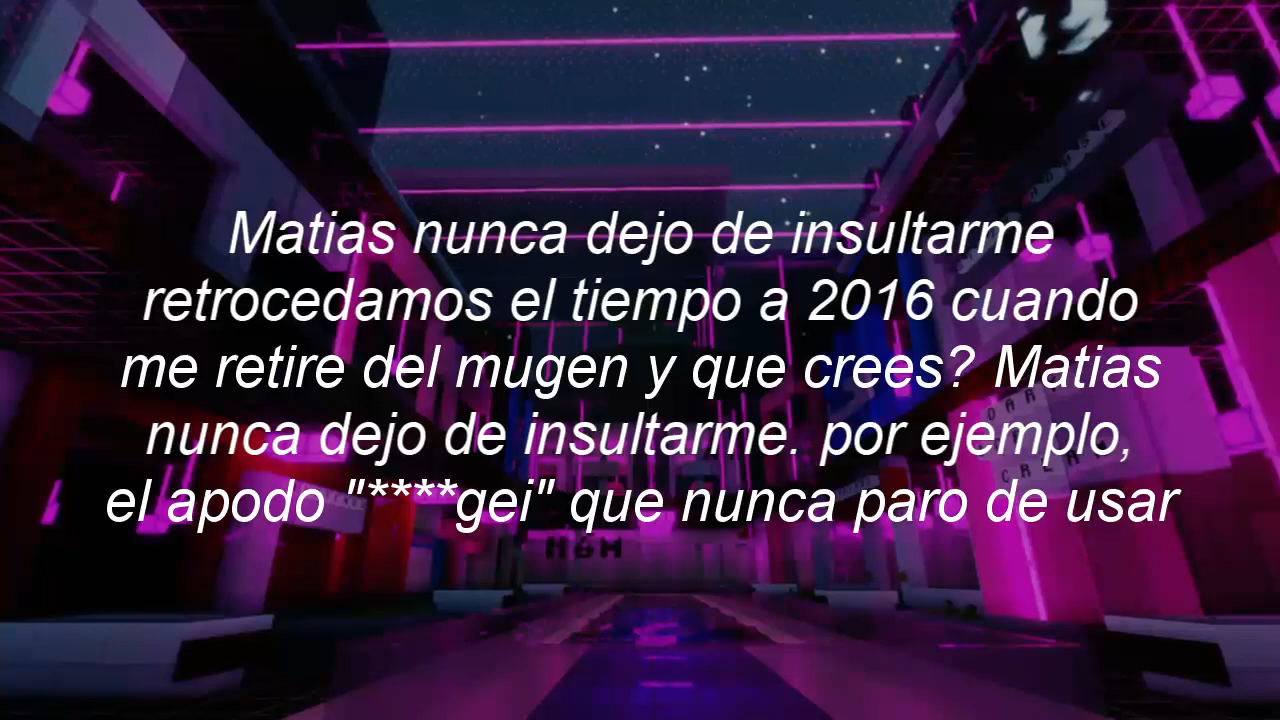 Matias nunca dejo de insultarme
retrocedamos el tiempo a 2016 cuando
me retire del mugen y que crees? Matias
nunca dejo de insultarme. por ejemplo,
el apodo "****gei" que nunca paro de usar
H&M